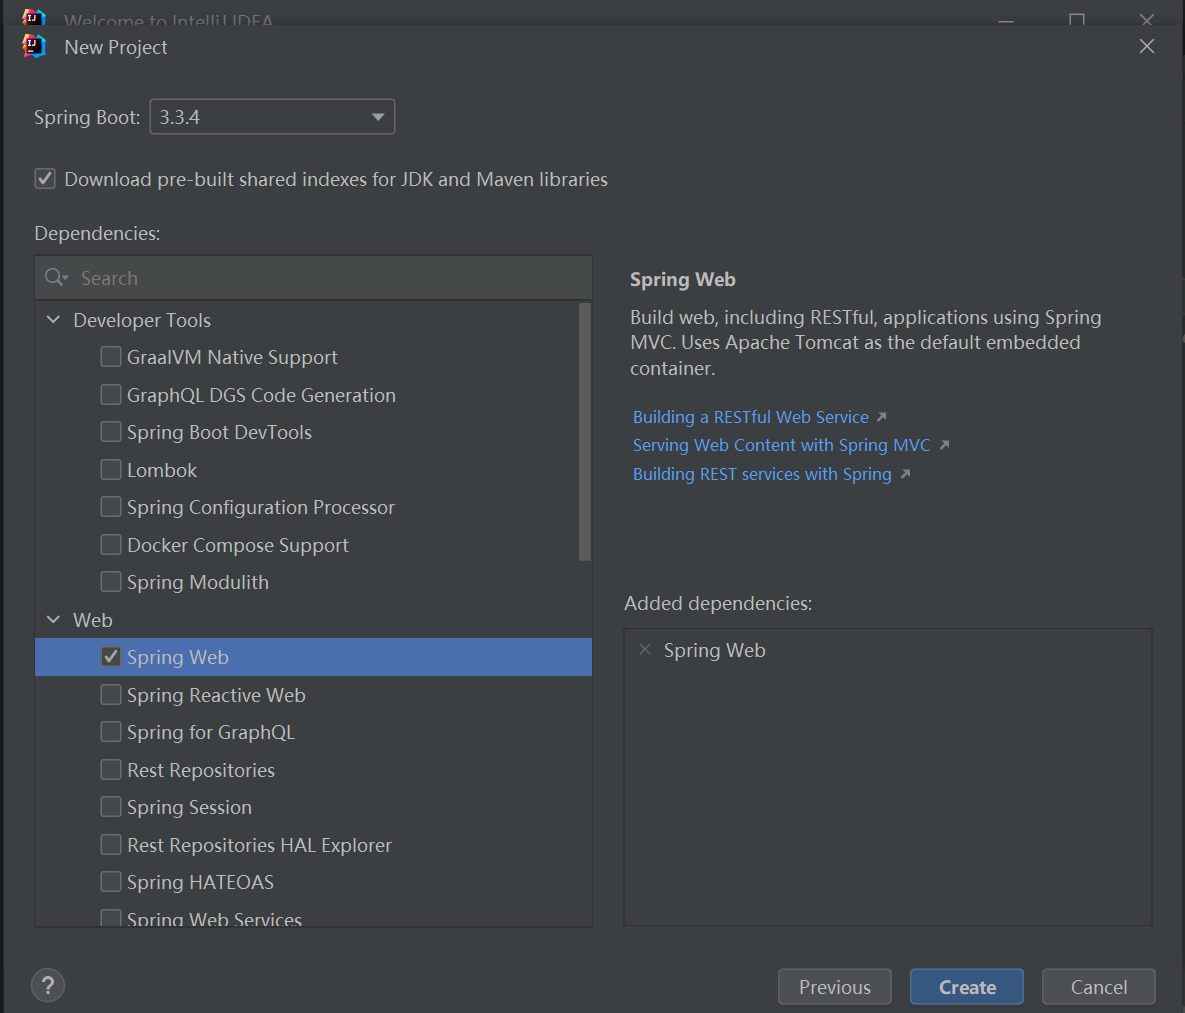 Welcome to IntelliJ IDEA
New Project
Spring Boot: 3.3.4
Download pre-built shared indexes for JDK and Maven libraries
Dependencies:
Search
Developer Tools
GraalVM Native Support
GraphQL DGS Code Generation
Spring Boot DevTools
Lombok
Spring Configuration Processor
Docker Compose Support
Spring Modulith
Web
Spring Web
Spring Reactive Web
Spring for GraphQL
Rest Repositories
Spring Session
Rest Repositories HAL Explorer
Spring HATEOAS
Spring Web Services
Spring Web
Build web, including RESTful, applications using Spring
MVC. Uses Apache Tomcat as the default embedded
container.
Building a RESTful Web Service
Serving Web Content with Spring MVC
Building REST services with Spring
Added dependencies:
Spring Web
?
Previous
Create
Cancel